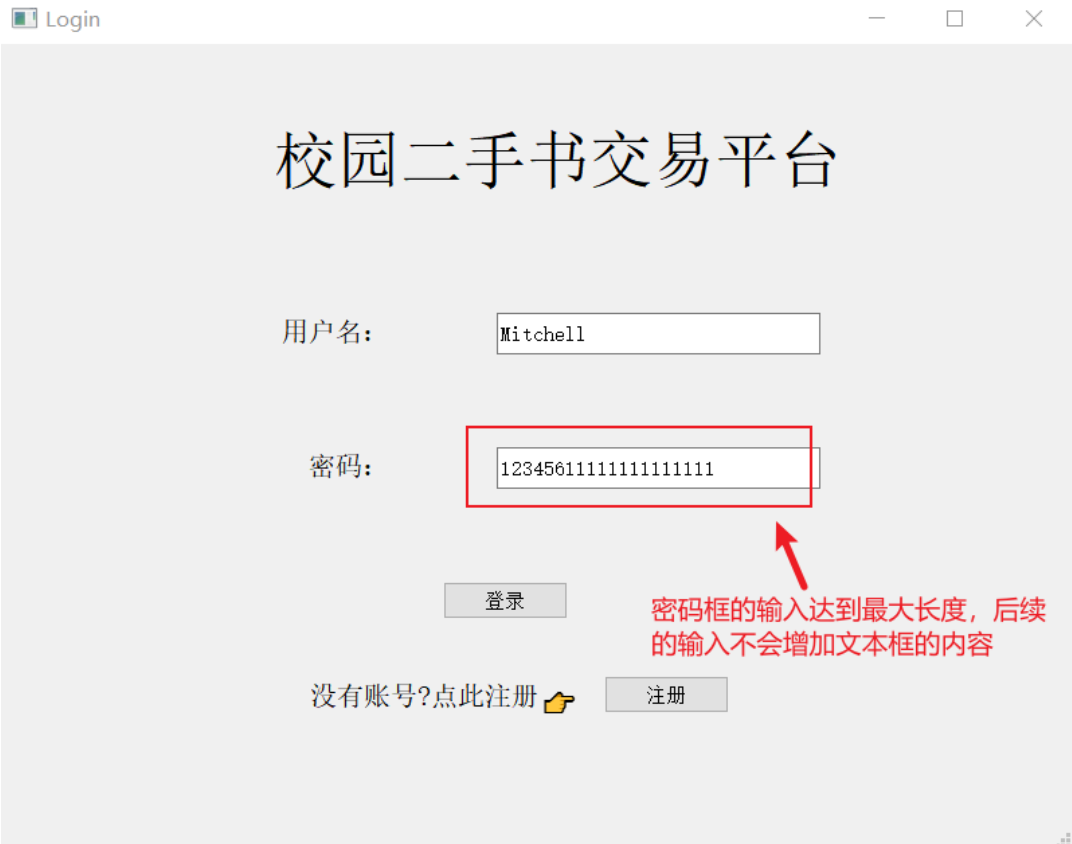 Login
校园二手书交易平台
用户名：
Mitchell
密码：
12345611111111111111
登录
密码框的输入达到最大长度，后续
的输入不会增加文本框的内容
没有账号?点此注册👉
注册